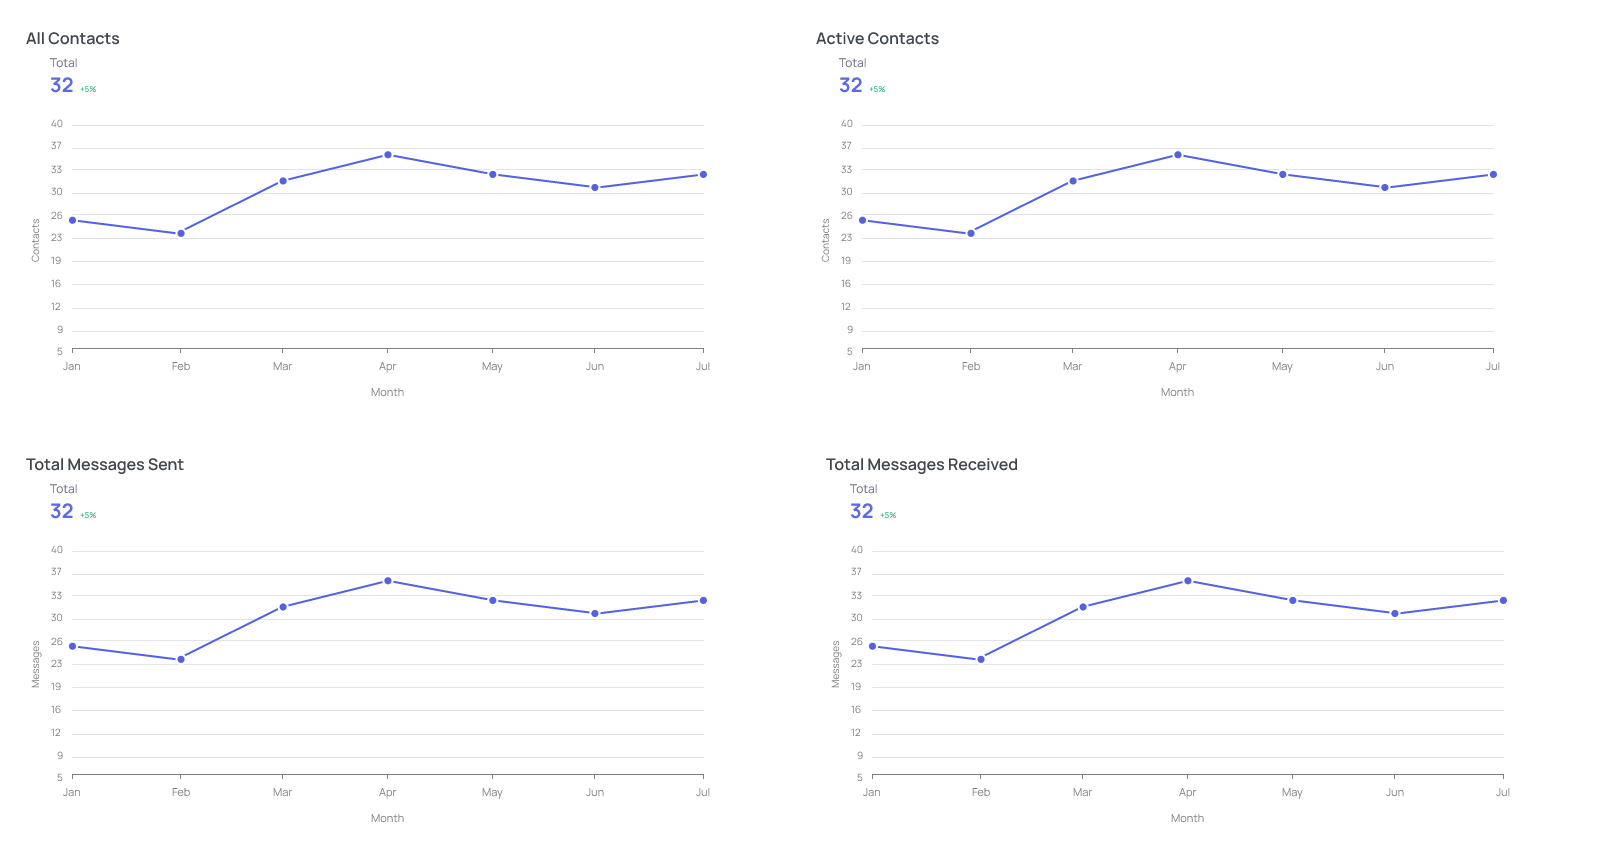 All Contacts
Total
32 +5%
40
37
33
30
26
23
19
16
12
9
5
Contacts
Jan Feb Mar Apr May Jun Jul
Month
Active Contacts
Total
32 +5%
40
37
33
30
26
23
19
16
12
9
5
Contacts
Jan Feb Mar Apr May Jun Jul
Month
Total Messages Sent
Total
32 +5%
40
37
33
30
26
23
19
16
12
9
5
Messages
Jan Feb Mar Apr May Jun Jul
Month
Total Messages Received
Total
32 +5%
40
37
33
30
26
23
19
16
12
9
5
Messages
Jan Feb Mar Apr May Jun Jul
Month